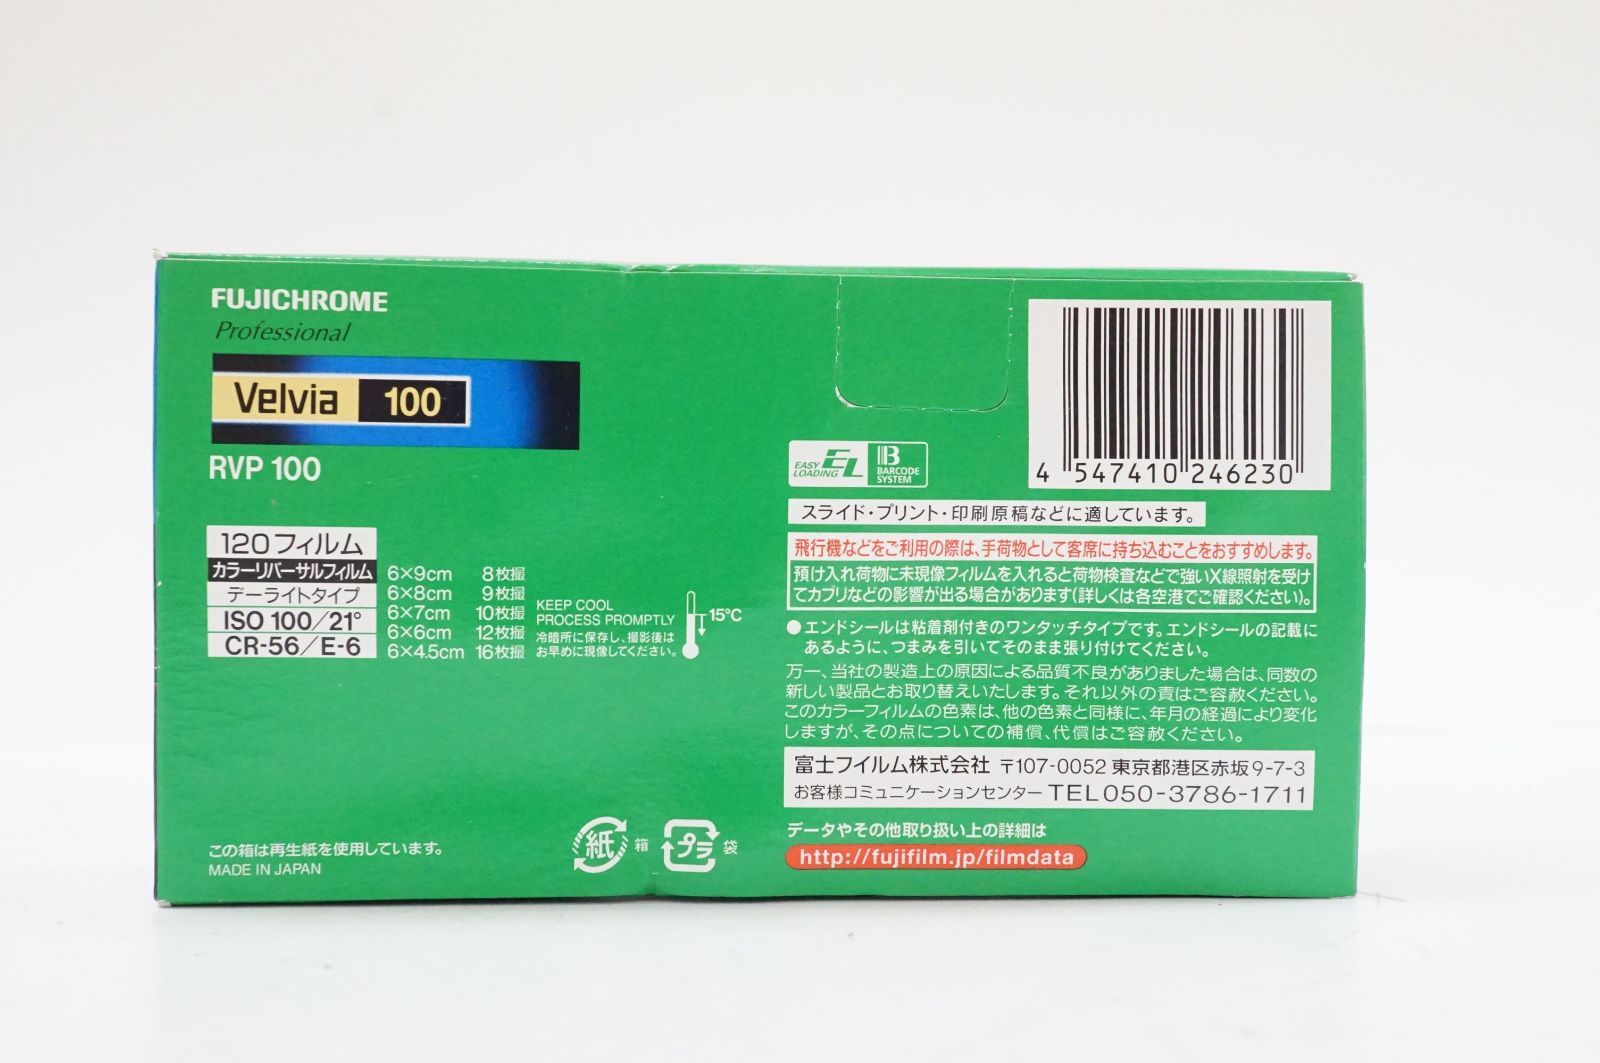 FUJICHROME
Professional
Velvia 100
RVP 100
120フィルム
カラーリバーサルフィルム
デーライトタイプ
ISO 100/21°
CR-56/E-6
6×9cm 8枚撮
6×8cm 9枚撮
6×7cm 10枚撮
6×6cm 12枚撮
6×4.5cm 16枚撮
KEEP COOL
PROCESS PROMPTLY
冷暗所に保存し、撮影後は
お早めに現像してください。
15°C
この箱は再生紙を使用しています。
MADE IN JAPAN
紙 箱
プラ 袋
EASY LOADING EL
B BARCODE SYSTEM
4 547410 246230
スライド・プリント・印刷原稿などに適しています。
飛行機などをご利用の際は、手荷物として客席に持ち込むことをおすすめします。
預け入れ荷物に未現像フィルムを入れると荷物検査などで強いX線照射を受け
てカブリなどの影響が出る場合があります(詳しくは各空港でご確認ください)。
●エンドシールは粘着剤付きのワンタッチタイプです。エンドシールの記載に
あるように、つまみを引いてそのまま張り付けてください。
万一、当社の製造上の原因による品質不良がありました場合は、同数の
新しい製品とお取り替えいたします。それ以外の責はご容赦ください。
このカラーフィルムの色素は、他の色素と同様に、年月の経過により変化
しますが、その点についての補償、代償はご容赦ください。
富士フイルム株式会社 〒107-0052 東京都港区赤坂9-7-3
お客様コミュニケーションセンター TEL 050-3786-1711
データやその他取り扱い上の詳細は
http://fujifilm.jp/filmdata